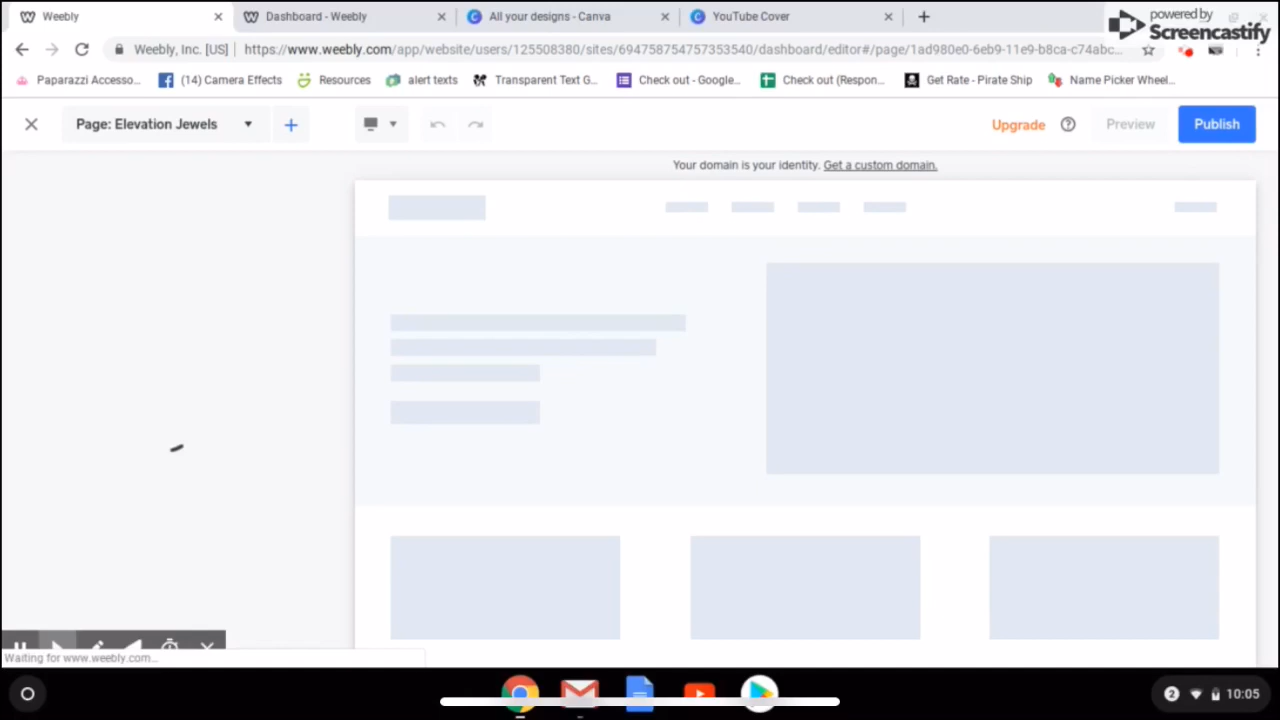 Weebly
Dashboard - Weebly
All your designs - Canva
YouTube Cover
powered by
Screencastify
Weebly, Inc. [US]
https://www.weebly.com/app/website/users/125508380/sites/694758754757353540/dashboard/editor#/page/1ad980e0-6eb9-11e9-b8ca-c74abc...
Paparazzi Accesso...
(14) Camera Effects
Resources
alert texts
Transparent Text G...
Check out - Google...
Check out (Respon...
Get Rate - Pirate Ship
Name Picker Wheel...
Page: Elevation Jewels
Upgrade
Preview
Publish
Your domain is your identity. Get a custom domain.
Waiting for www.weebly.com...
2
10:05